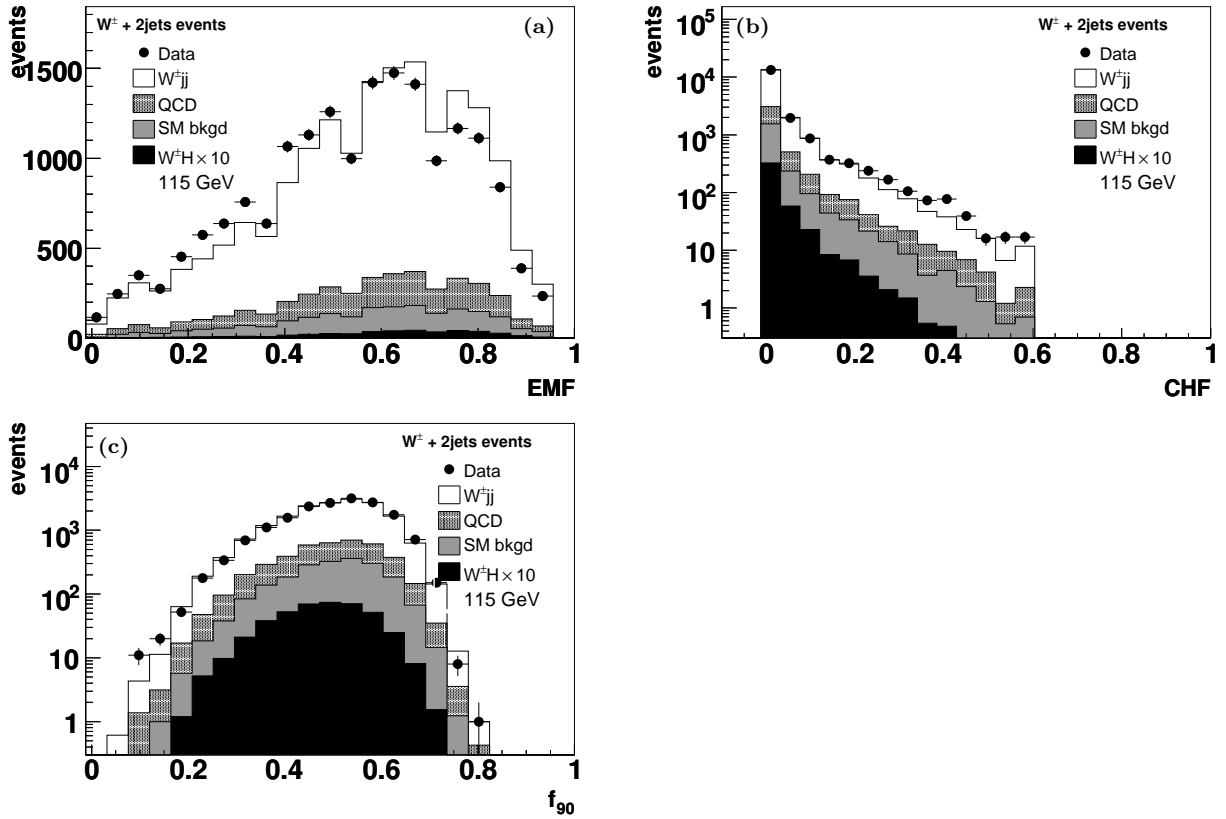 events
W± + 2jets events
(a)
Data
W±jj
QCD
SM bkgd
W±H × 10
115 GeV
1500
1000
500
0
0 0.2 0.4 0.6 0.8 1
EMF
events
(b)
W± + 2jets events
Data
W±jj
QCD
SM bkgd
W±H × 10
115 GeV
10⁵
10⁴
10³
10²
10
1
0 0.2 0.4 0.6 0.8 1
CHF
events
(c)
W± + 2jets events
Data
W±jj
QCD
SM bkgd
W±H × 10
115 GeV
10⁴
10³
10²
10
1
0 0.2 0.4 0.6 0.8 1
f₉₀